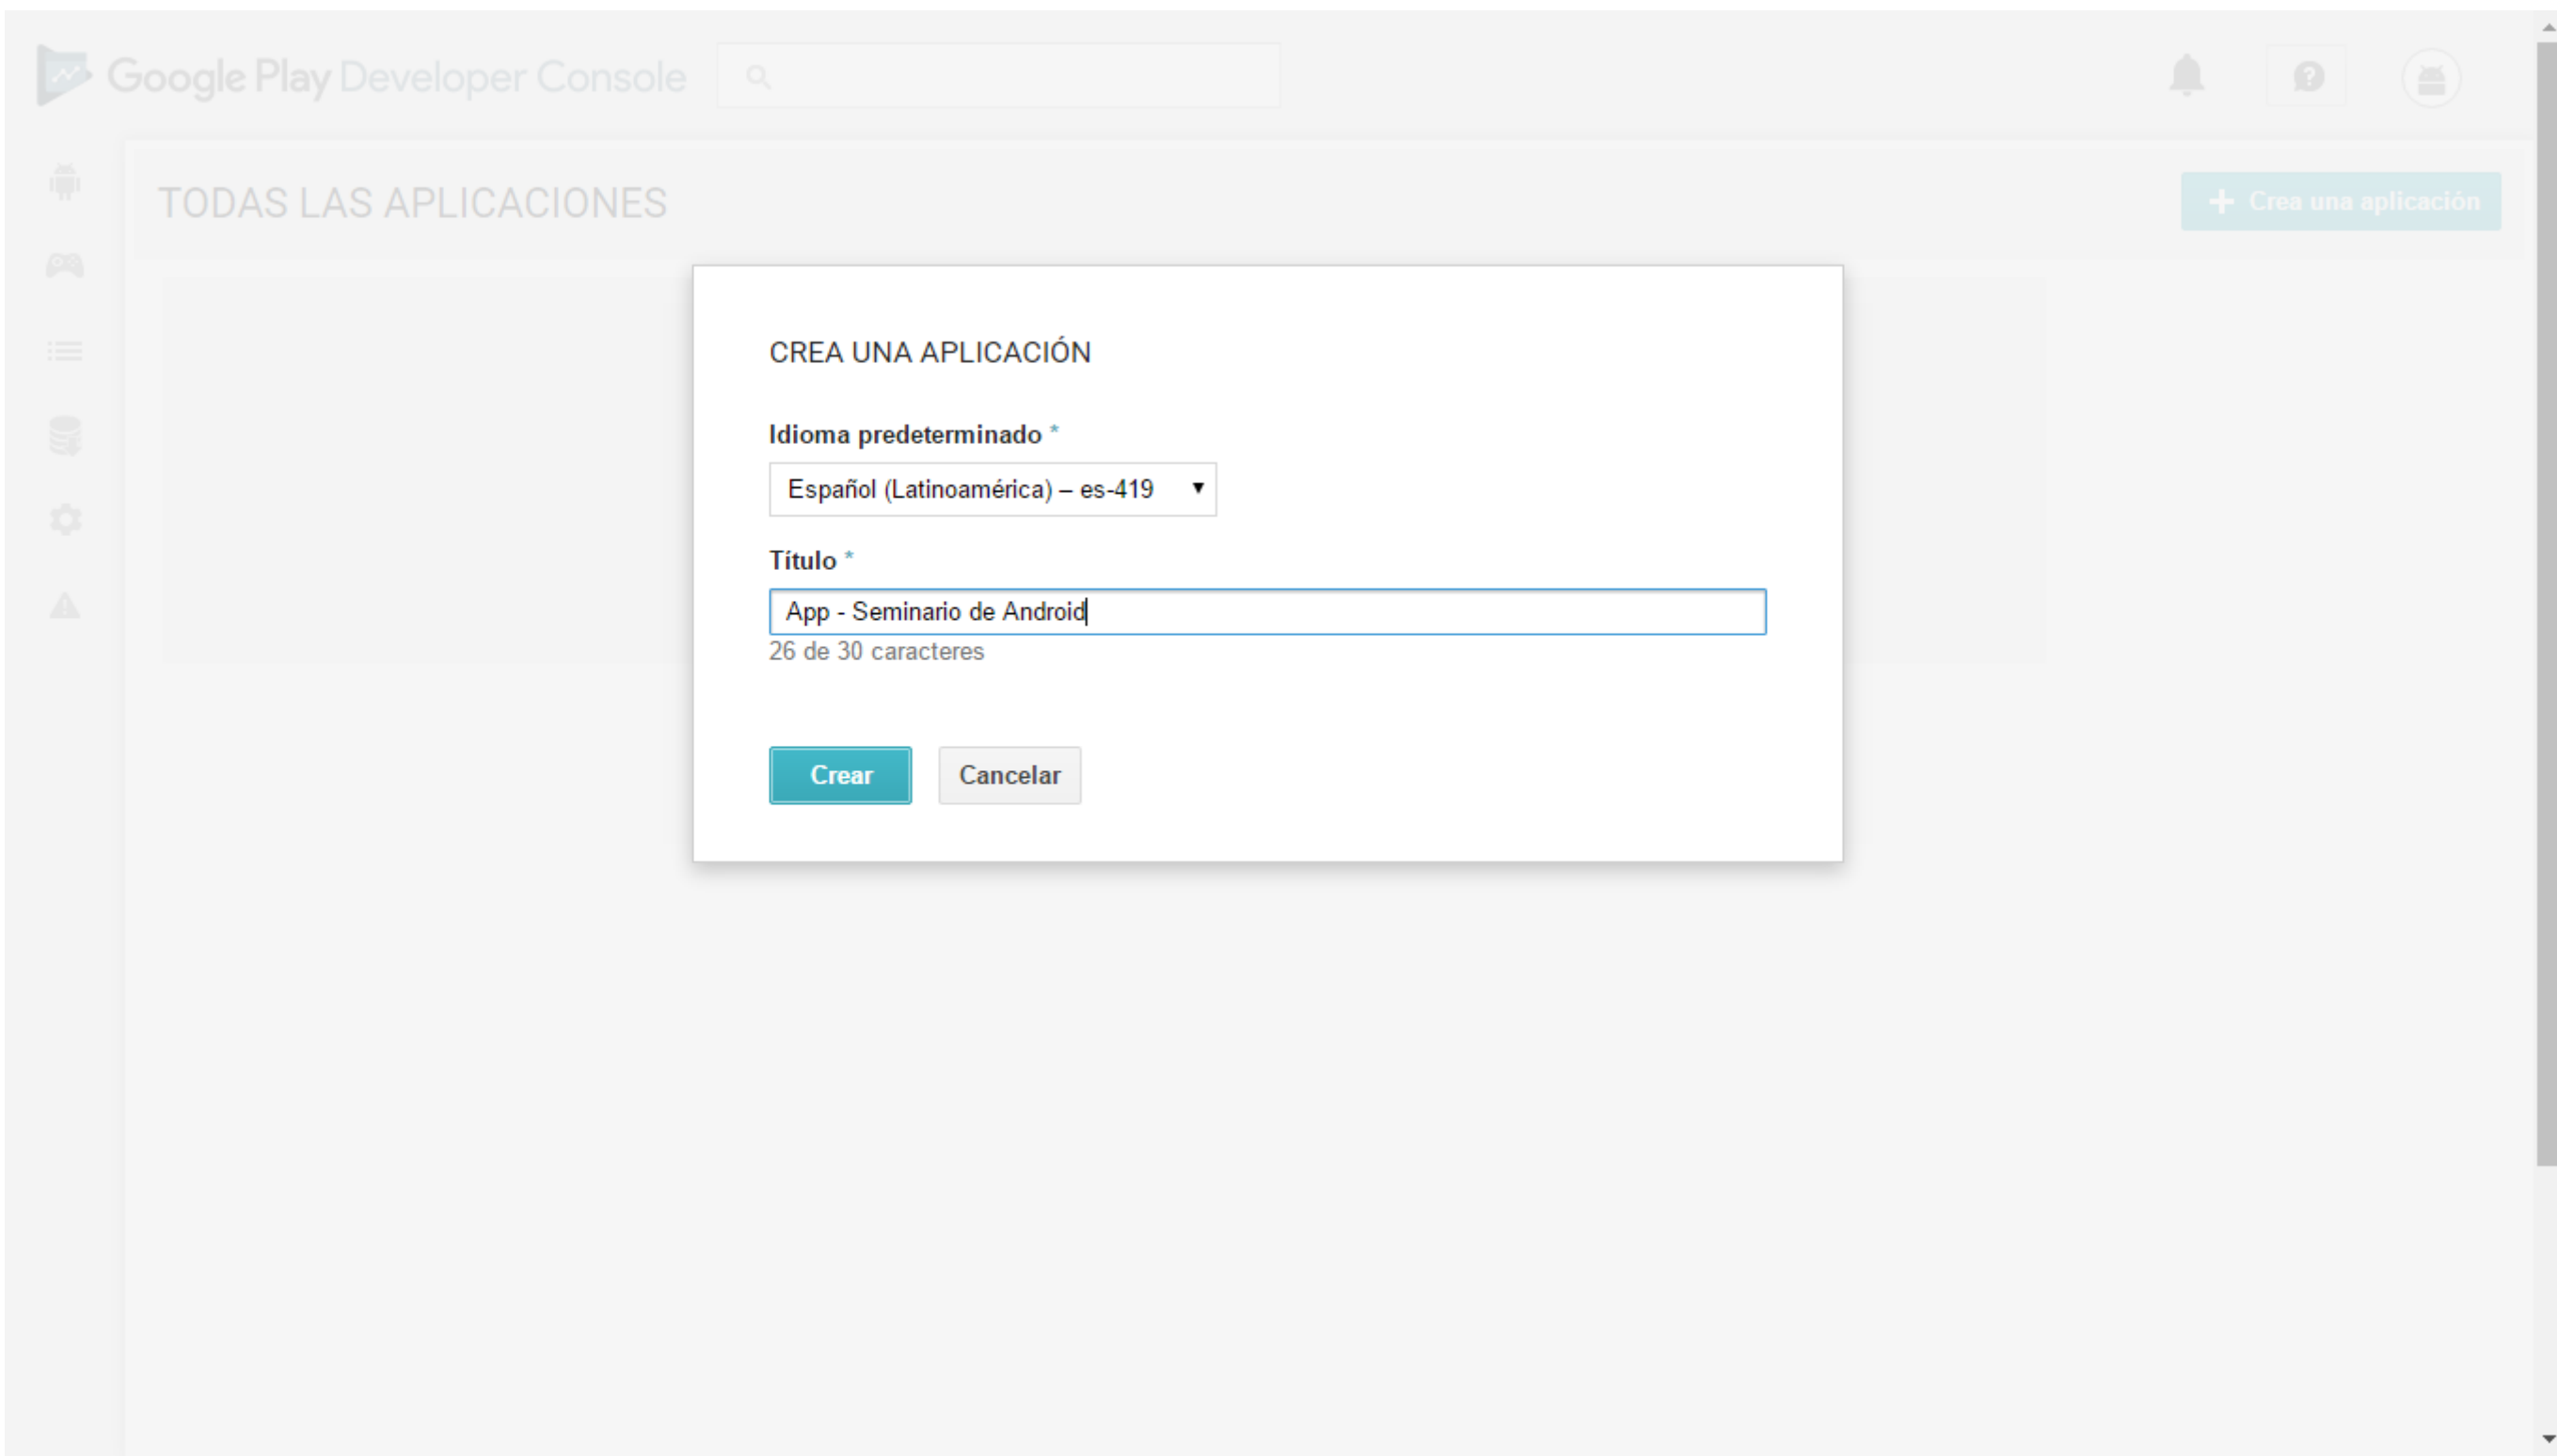 Google Play Developer Console
TODAS LAS APLICACIONES
+ Crea una aplicación
CREA UNA APLICACIÓN
Idioma predeterminado *
Español (Latinoamérica) – es-419
Título *
App - Seminario de Android
26 de 30 caracteres
Crear
Cancelar